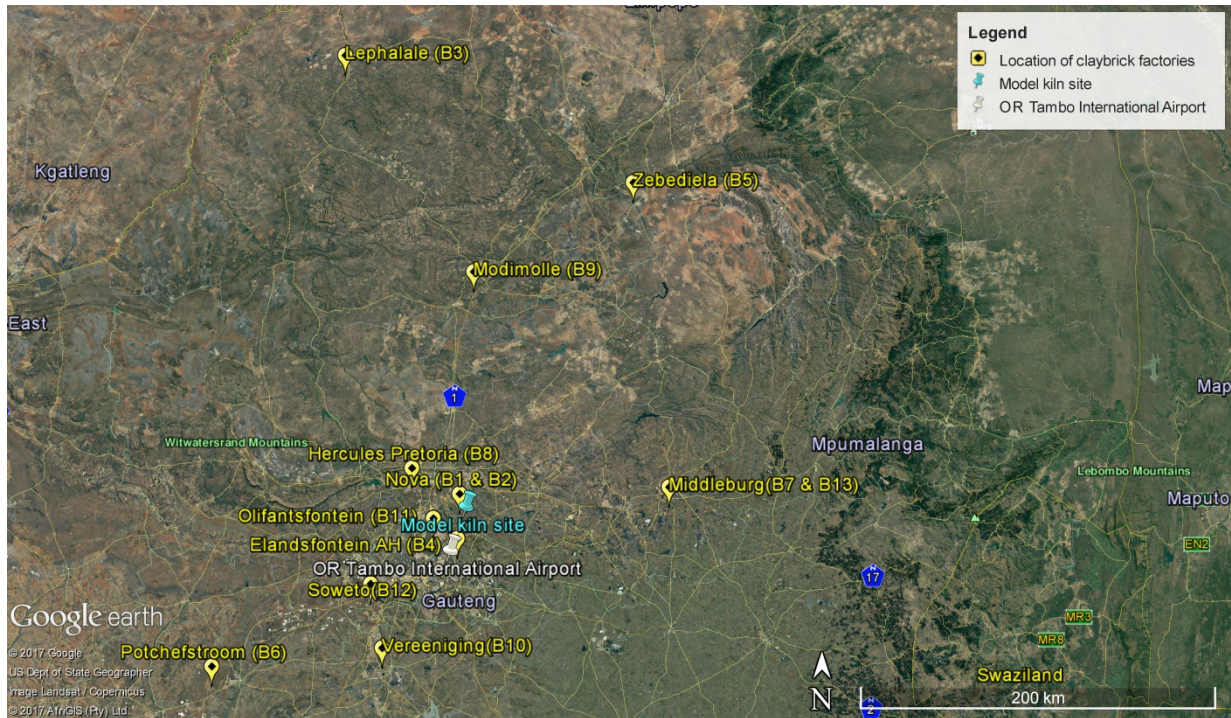 Limpopo
Legend
Location of claybrick factories
Model kiln site
OR Tambo International Airport
Lephalale (B3)
Kgatleng
Zebediela (B5)
Modimolle (B9)
East
Map
N
1
Witwatersrand Mountains
Mpumalanga
Hercules Pretoria (B8)
Lebombo Mountains
Nova (B1 & B2)
Middleburg(B7 & B13)
Maputo
Olifantsfontein (B11)
Model kiln site
Elandsfontein AH (B4)
EN2
OR Tambo International Airport
N
17
Soweto(B12)
Gauteng
Google earth
MR3
MR8
Vereeniging(B10)
Potchefstroom (B6)
© 2017 Google
US Dept of State Geographer
Image Landsat / Copernicus
© 2017 AfriGIS (Pty) Ltd.
Swaziland
N
200 km
N
2